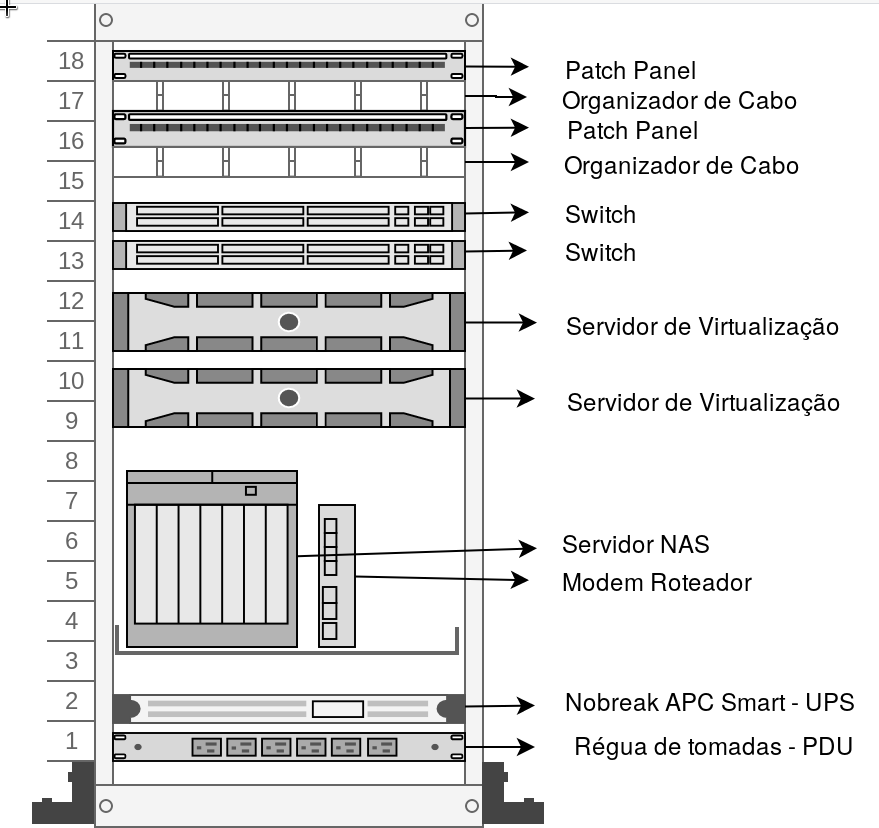 18
Patch Panel
17
Organizador de Cabo
16
Patch Panel
Organizador de Cabo
15
14
Switch
13
Switch
12
11
Servidor de Virtualização
10
9
Servidor de Virtualização
8
7
6
Servidor NAS
5
Modem Roteador
4
3
2
Nobreak APC Smart - UPS
1
Régua de tomadas - PDU